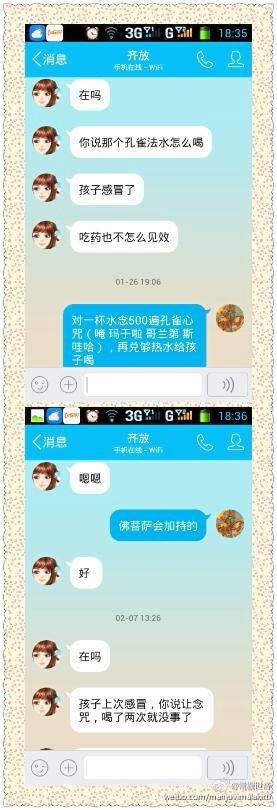 3G G 18:35
消息
齐放
手机在线 - WiFi
在吗
你说那个孔雀法水怎么喝
孩子感冒了
吃药也不怎么见效
01-26 19:06
对一杯水念500遍孔雀心
咒（唵 玛于啦 哥兰第 斯
哇哈），再兑够热水给孩
子喝
3G G 18:36
消息
齐放
手机在线 - WiFi
嗯嗯
佛菩萨会加持的
好
02-07 13:26
在吗
孩子上次感冒，你说让念
咒，喝了两次就没事了